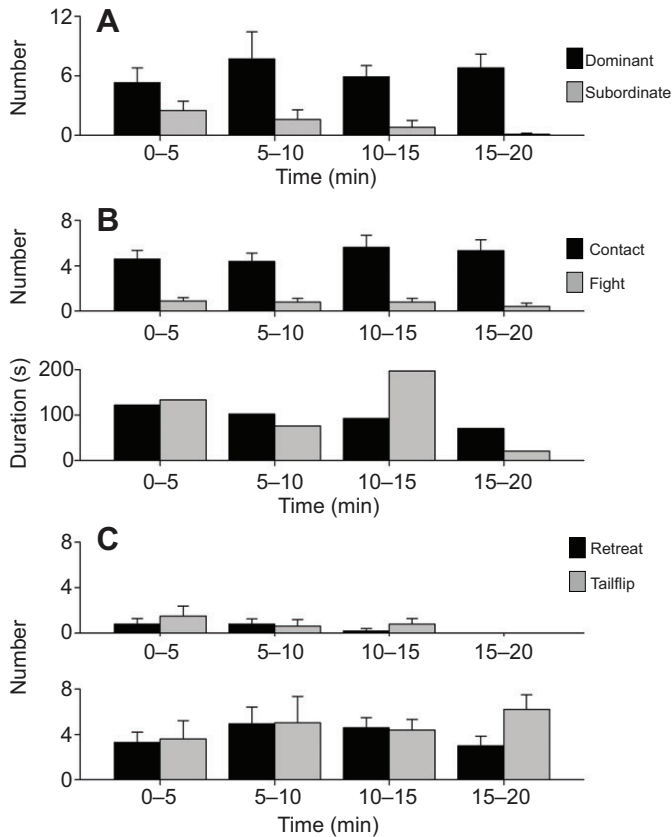 A
12
6
0
Number
Dominant
Subordinate
0–5
5–10
10–15
15–20
Time (min)
B
8
4
0
Number
Contact
Fight
0–5
5–10
10–15
15–20
200
100
0
Duration (s)
0–5
5–10
10–15
15–20
Time (min)
C
8
4
0
Retreat
Tailflip
0–5
5–10
10–15
15–20
Number
8
4
0
0–5
5–10
10–15
15–20
Time (min)